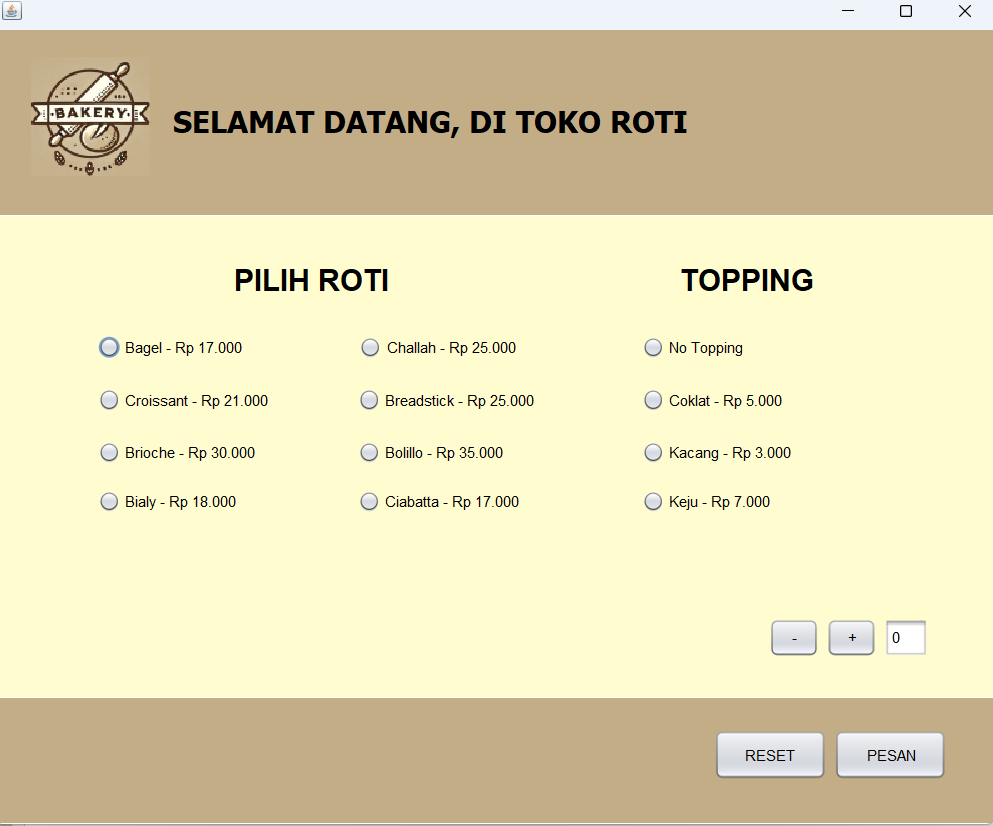 BAKERY
SELAMAT DATANG, DI TOKO ROTI
PILIH ROTI
Bagel - Rp 17.000
Croissant - Rp 21.000
Brioche - Rp 30.000
Bialy - Rp 18.000
Challah - Rp 25.000
Breadstick - Rp 25.000
Bolillo - Rp 35.000
Ciabatta - Rp 17.000
TOPPING
No Topping
Coklat - Rp 5.000
Kacang - Rp 3.000
Keju - Rp 7.000
- + 0
RESET PESAN